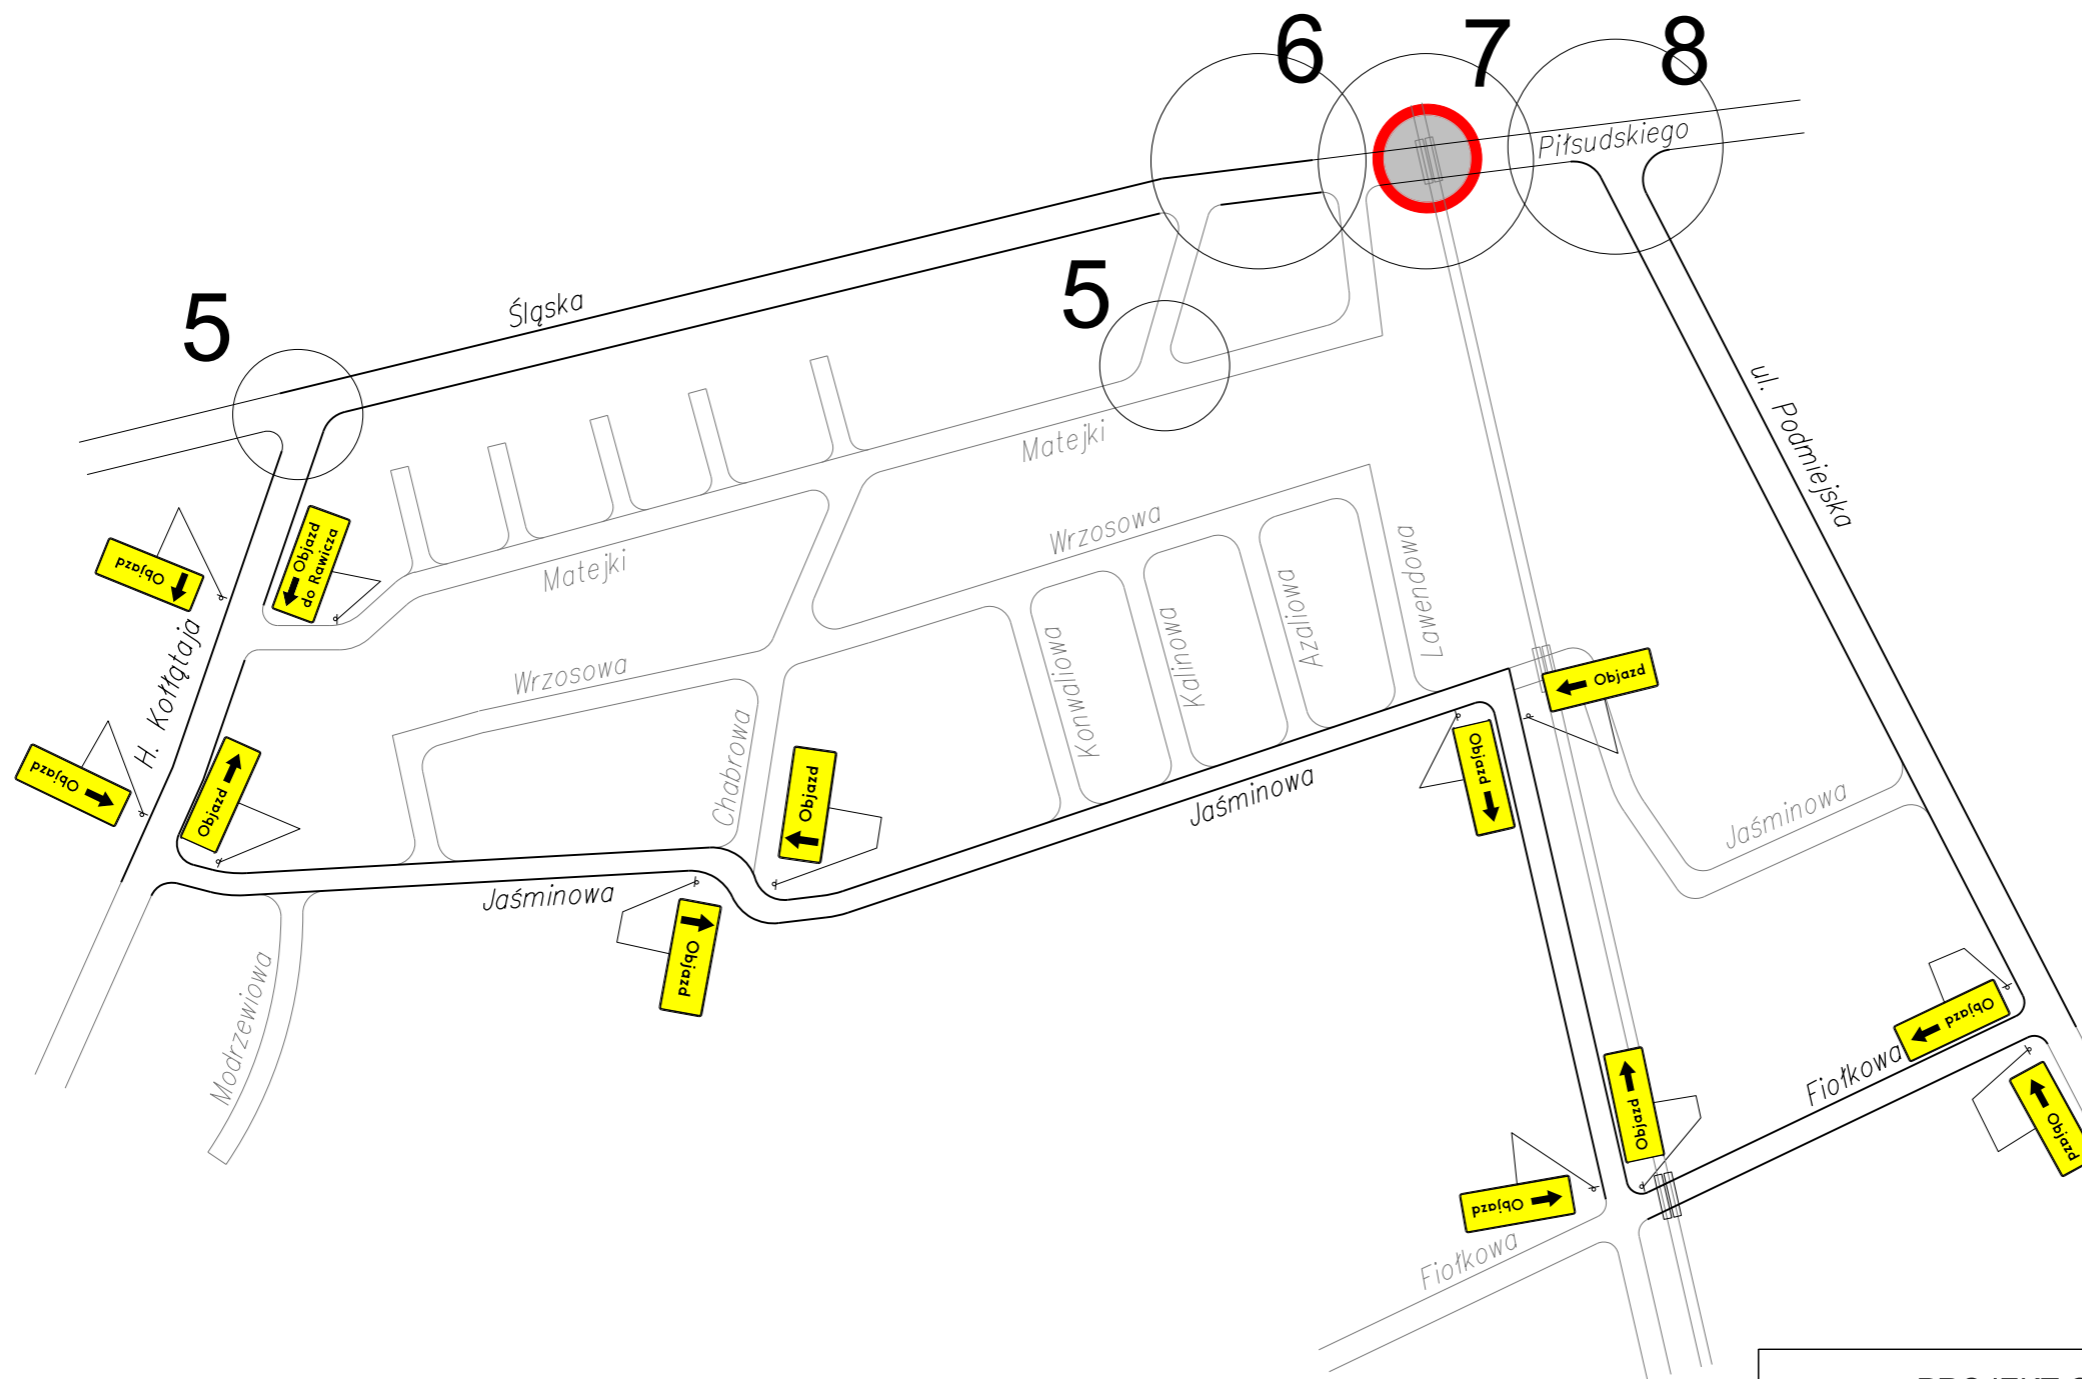 6
7
8
Piłsudskiego
5
5
Śląska
ul. Podmiejska
Matejki
Wrzosowa
Matejki
Objazd
Objazd
do Rawicza
H. Kołłątaja
Wrzosowa
Konwaliowa
Kalinowa
Azaliowa
Lawendowa
Objazd
Objazd
Objazd
Chabrowa
Objazd
Jaśminowa
Objazd
Jaśminowa
Jaśminowa
Objazd
Modrzewiowa
Objazd
Fiołkowa
Objazd
Objazd
Objazd
Fiołkowa